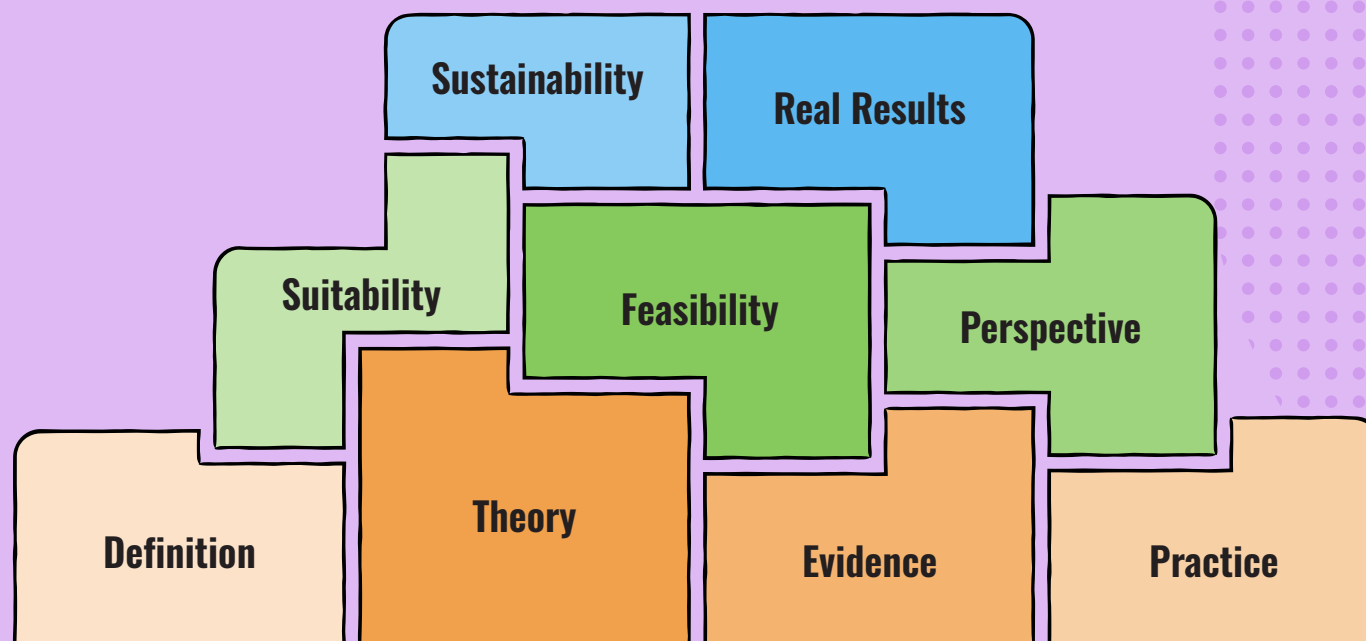 Sustainability
Real Results
Suitability
Feasibility
Perspective
Definition
Theory
Evidence
Practice